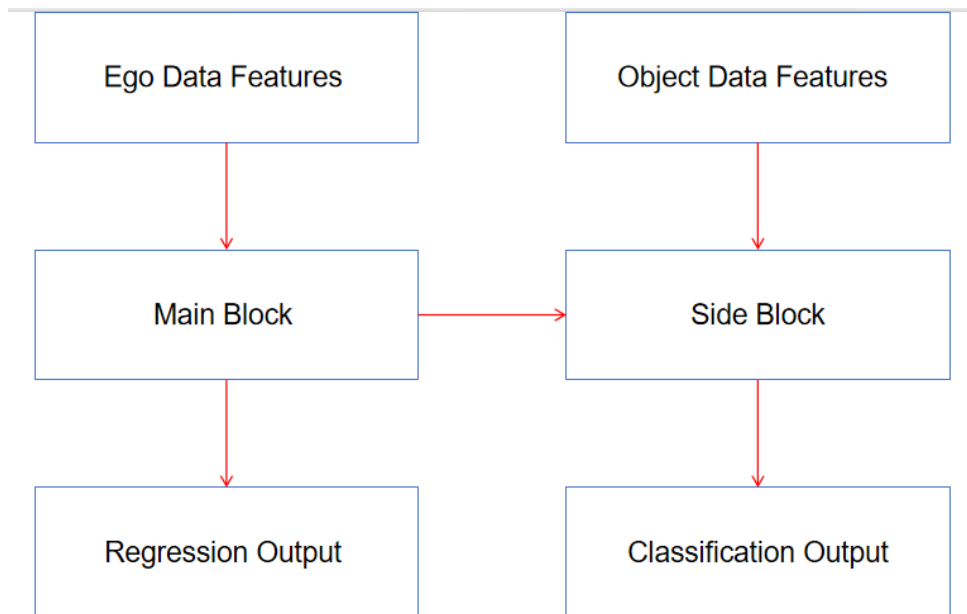 Ego Data Features
Object Data Features
Main Block
Side Block
Regression Output
Classification Output